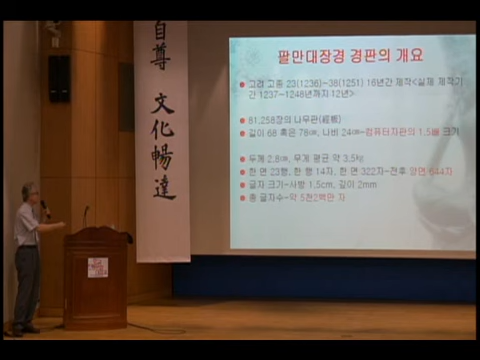 自尊 文化暢達
팔만대장경 경판의 개요
고려 고종 23(1236)~38(1251) 16년간 제작<실제 제작기
간 1237~1248년까지 12년>
81,258장의 나무판(經板)
길이 68 혹은 78㎝, 너비 24㎝-컴퓨터자판의 1.5배 크기
두께 2.8㎝, 무게 평균 약 3.5㎏
한 면 23행, 한 행 14자, 한 면 322자-전후 양면 644자
글자 크기-사방 1.5cm, 깊이 2mm
총 글자수-약 5천2백만 자